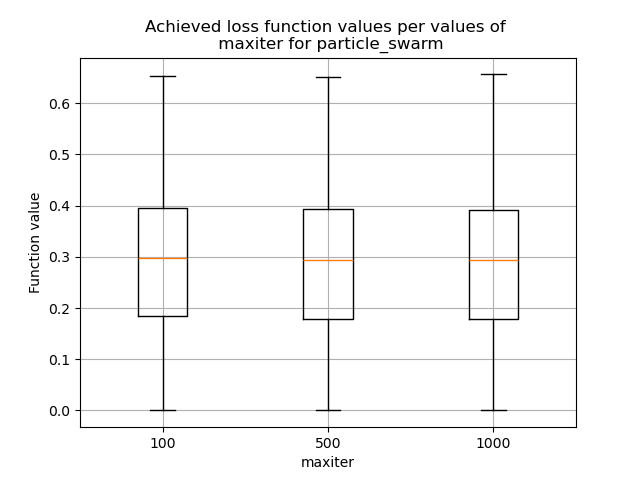 Achieved loss function values per values of
maxiter for particle_swarm
Function value
0.6
0.5
0.4
0.3
0.2
0.1
0.0
100 500 1000
maxiter